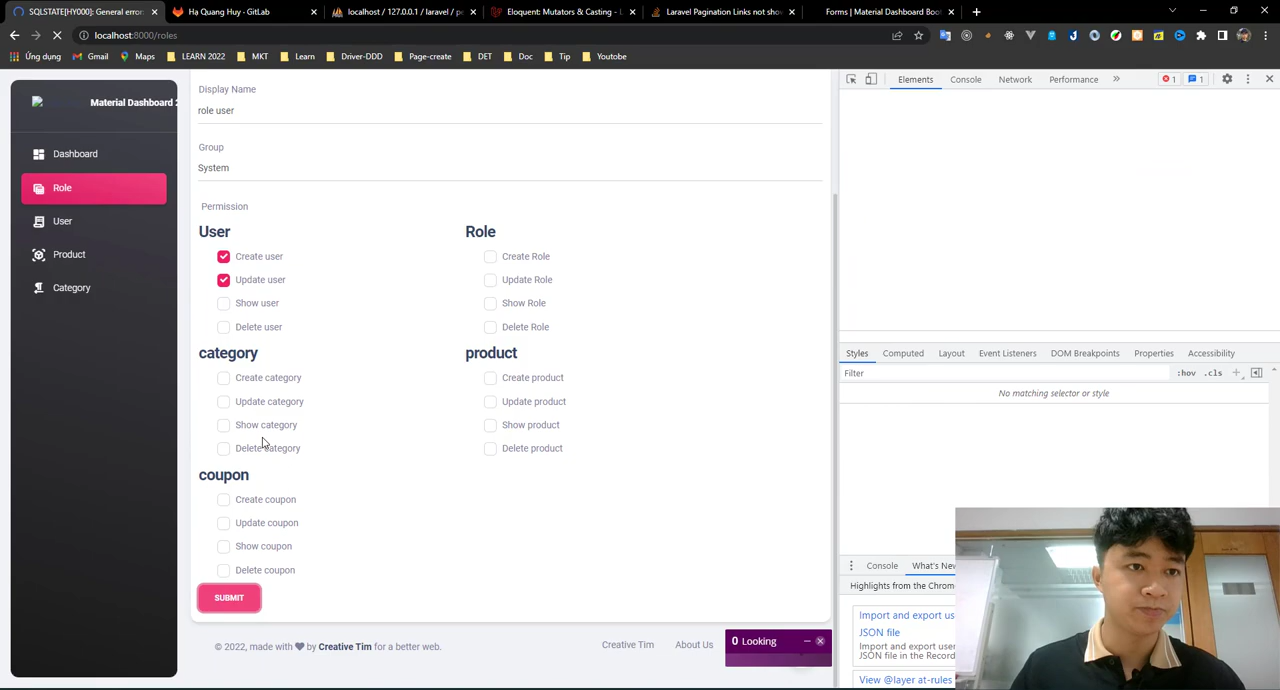 SQLSTATE[HY000]: General error:
Hạ Quang Huy · GitLab
localhost / 127.0.0.1 / laravel / pe
Eloquent: Mutators & Casting - L
Laravel Pagination Links not sho
Forms | Material Dashboard Boo
localhost:8000/roles
Ứng dụng
Gmail
Maps
LEARN 2022
MKT
Learn
Driver-DDD
Page-create
DET
Doc
Tip
Youtube
Material Dashboard 2
Dashboard
Role
User
Product
Category
Display Name
role user
Group
System
Permission
User
Create user
Update user
Show user
Delete user
Role
Create Role
Update Role
Show Role
Delete Role
category
Create category
Update category
Show category
Delete category
product
Create product
Update product
Show product
Delete product
coupon
Create coupon
Update coupon
Show coupon
Delete coupon
SUBMIT
© 2022, made with by Creative Tim for a better web.
Creative Tim
About Us
0 Looking
Elements
Console
Network
Performance
1
1
Styles
Computed
Layout
Event Listeners
DOM Breakpoints
Properties
Accessibility
Filter
:hov
.cls
No matching selector or style
Console
What's New
Highlights from the Chrome
Import and export us
JSON file
Import and export user
JSON file in the Record
View @layer at-rules